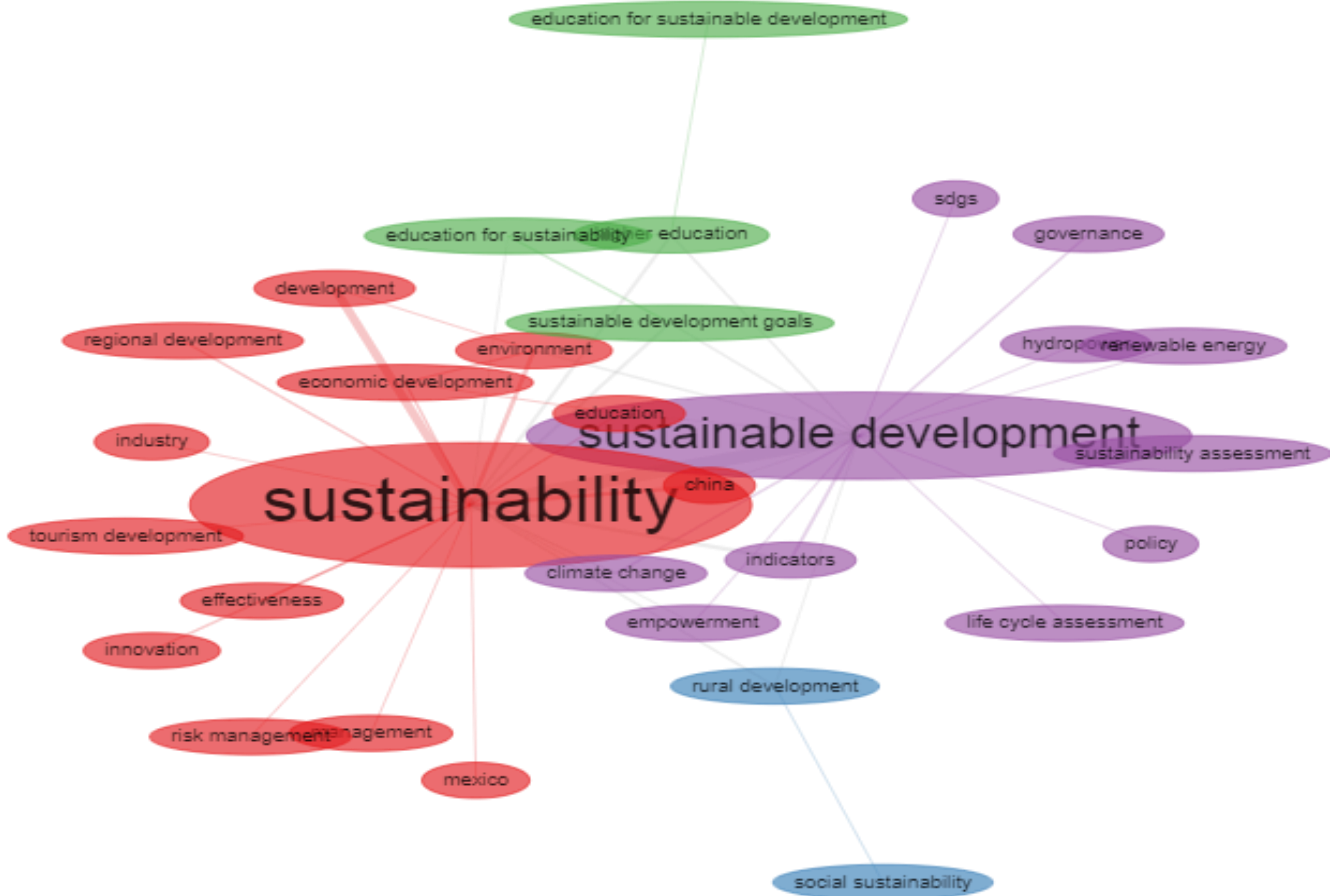 education for sustainable development
sdgs
education for sustainability
education
governance
development
sustainable development goals
regional development
environment
renewable energy
economic development
education
sustainable development
industry
sustainability assessment
china
sustainability
tourism development
policy
indicators
climate change
effectiveness
empowerment
life cycle assessment
innovation
rural development
risk management
management
mexico
social sustainability